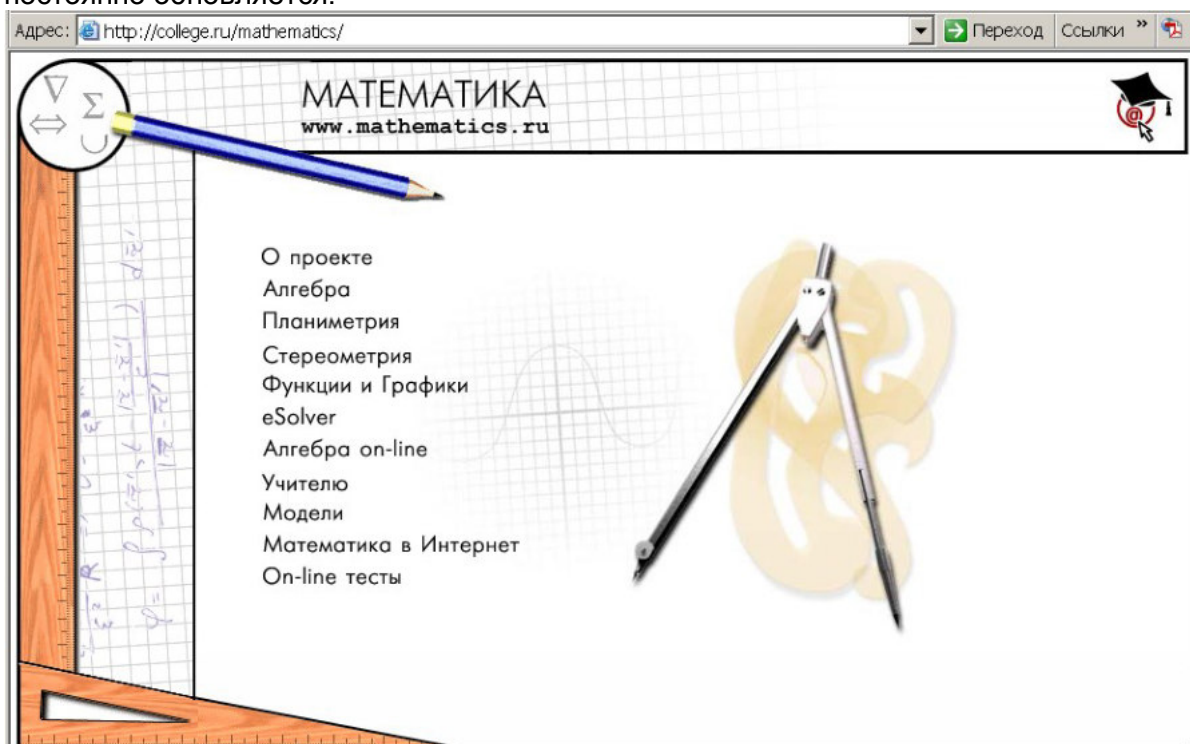 постоянно обновляется.
Адрес: http://college.ru/mathematics/ Переход Ссылки »
МАТЕМАТИКА
www.mathematics.ru
О проекте
Алгебра
Планиметрия
Стереометрия
Функции и Графики
eSolver
Алгебра on-line
Учителю
Модели
Математика в Интернет
On-line тесты